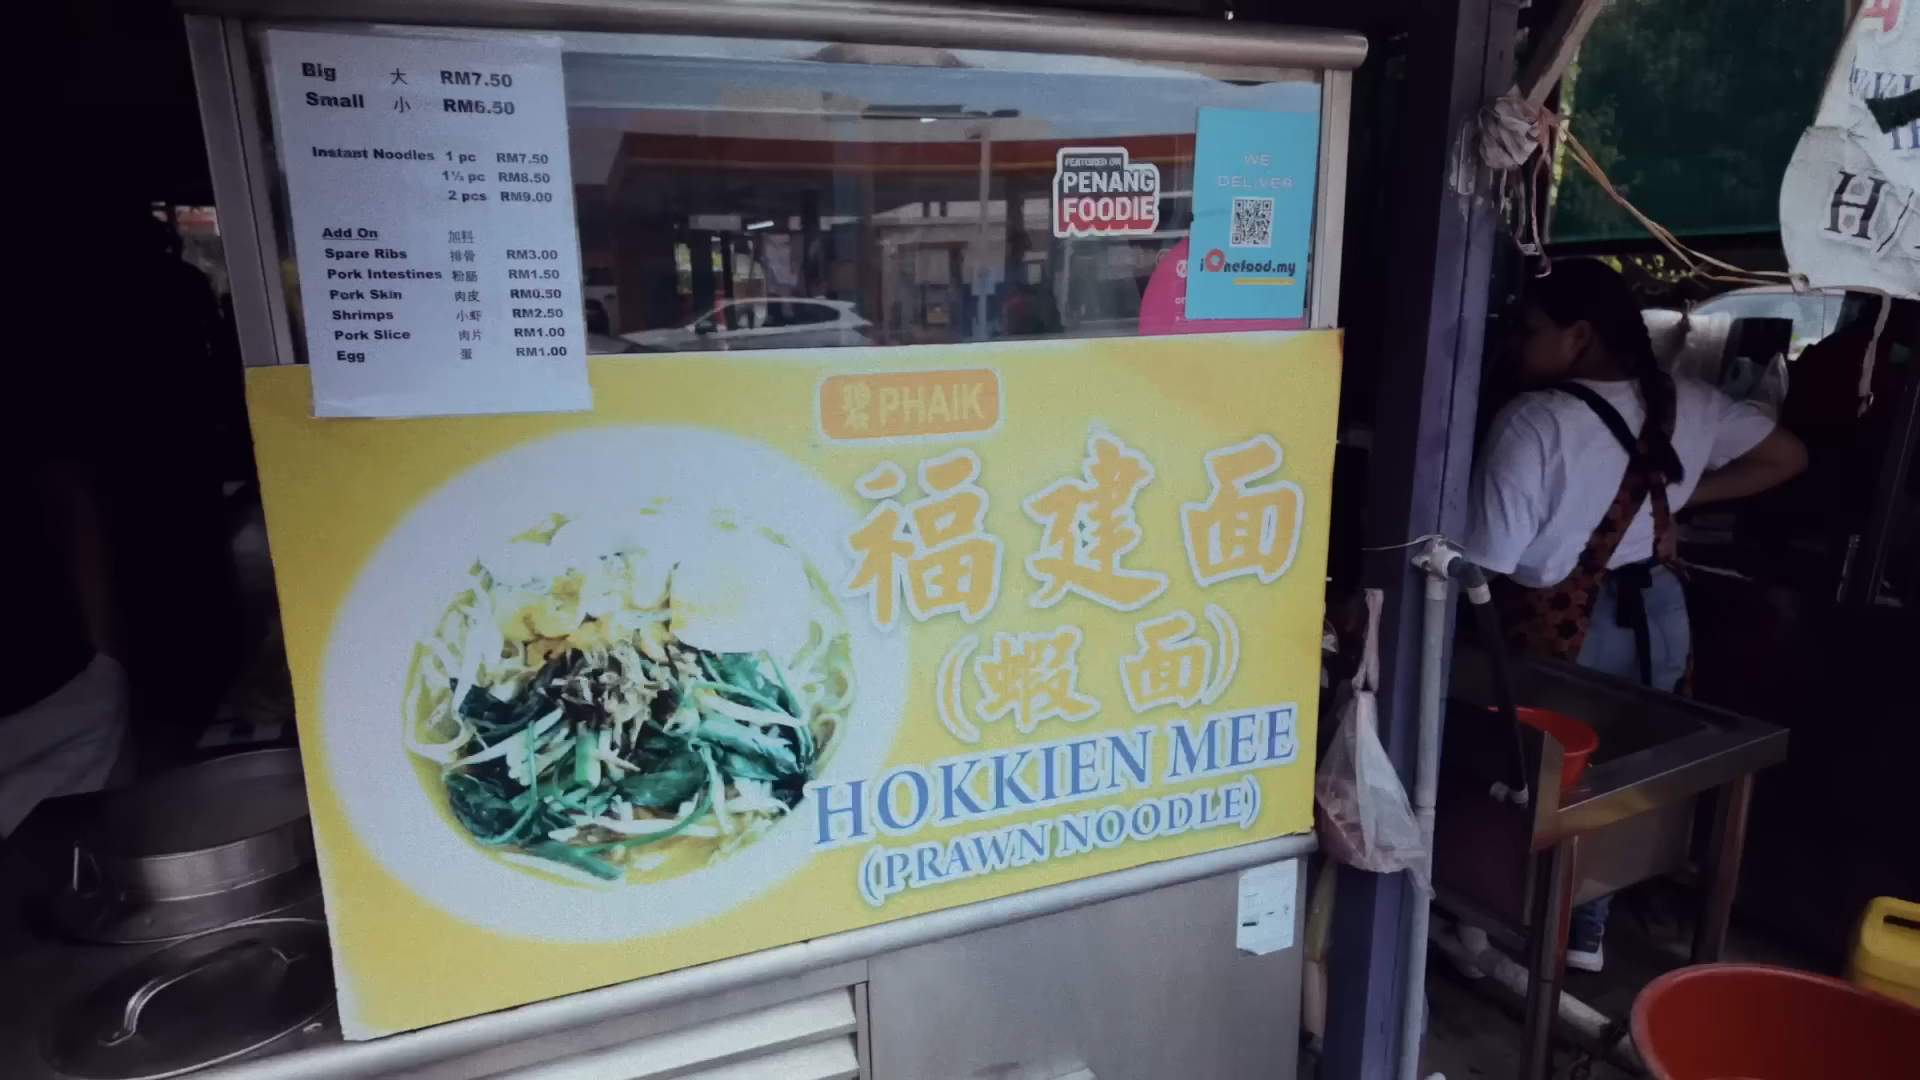 Big 大 RM7.50
Small 小 RM6.50
Instant Noodles 1 pc RM7.50
1½ pc RM8.50
2 pcs RM9.00
Add On 加料
Spare Ribs 排骨 RM3.00
Pork Intestines 粉肠 RM1.50
Pork Skin 肉皮 RM0.50
Shrimps 小虾 RM2.50
Pork Slice 肉片 RM1.00
Egg 蛋 RM1.00
FEATURED ON
PENANG
FOODIE
WE
DELIVER
iOnefood.my
碧 PHAIK
福建面
(蝦面)
HOKKIEN MEE
(PRAWN NOODLE)